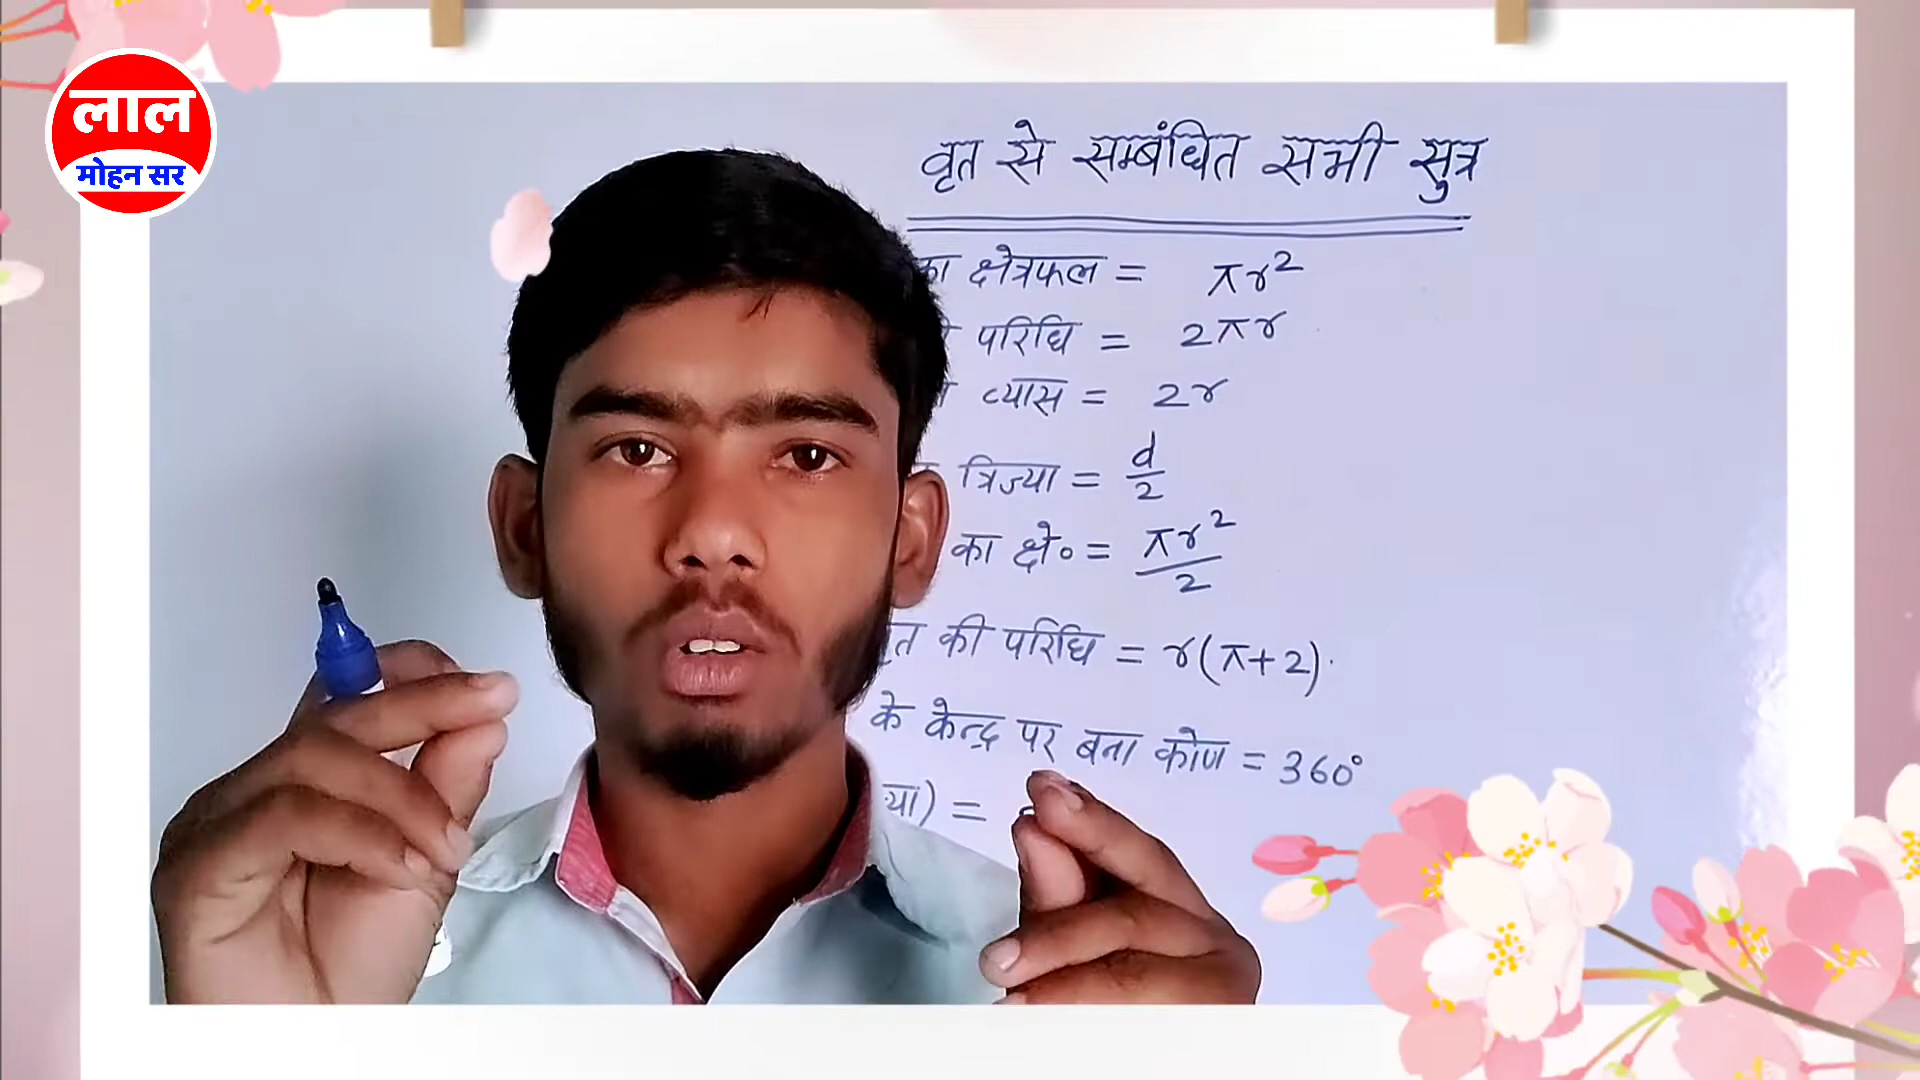 लाल
मोहन सर
वृत से सम्बंधित सभी सुत्र
का क्षेत्रफल = πr²
परिधि = 2πr
व्यास = 2r
त्रिज्या = d/2
का क्षे० = πr²/2
की परिधि = r(π+2)
के केन्द्र पर बना कोण = 360°
या) =